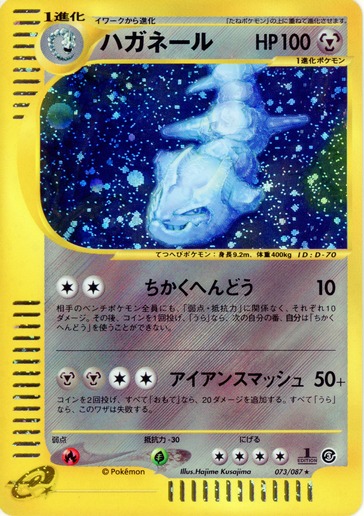 1進化
イワークから進化
「たねポケモン」の上に重ねて進化させます。
ハガネール HP100
1進化ポケモン
てつへびポケモン:身長9.2m、体重400kg ID:D-70
ちかくへんどう 10
相手のベンチポケモン全員にも、「弱点・抵抗力」に関係なく、それぞれ10
ダメージ。その後、コインを1回投げ、「うら」なら、次の自分の番、自分は「ちかく
へんどう」を使うことができない。
アイアンスマッシュ 50+
コインを2回投げ、すべて「おもて」なら、20ダメージを追加する。すべて「うら」
なら、このワザは失敗する。
弱点 抵抗力 -30 にげる
©Pokémon Illus.Hajime Kusajima 1 EDITION 073/087★
e